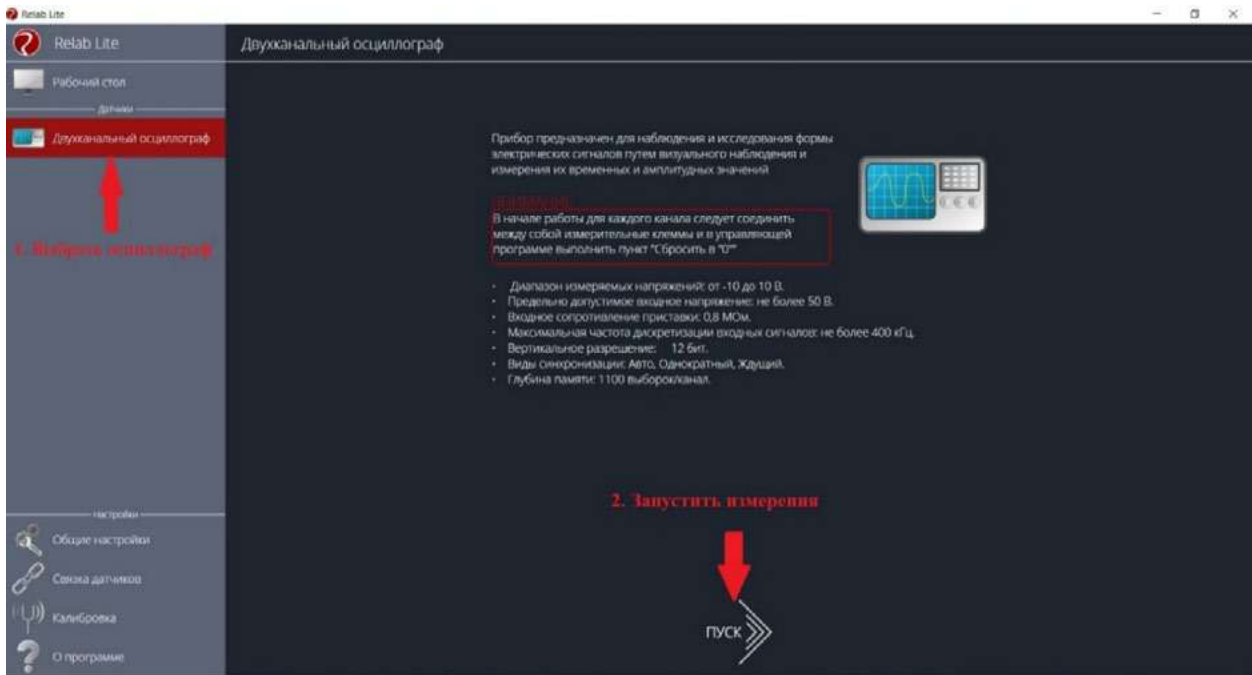 Relab Lite
Relab Lite
Двухканальный осциллограф
Рабочий стол
Датчики
Двухканальный осциллограф
1. Выбрать осциллограф
Прибор предназначен для наблюдения и исследования формы
электрических сигналов путем визуального наблюдения и
измерения их временных и амплитудных значений
ВНИМАНИЕ
В начале работы для каждого канала следует соединить
между собой измерительные клеммы и в управляющей
программе выполнить пункт "Сбросить в "0""
• Диапазон измеряемых напряжений: от -10 до 10 В.
• Предельно допустимое входное напряжение: не более 50 В.
• Входное сопротивление приставки: 0,8 МОм.
• Максимальная частота дискретизации входных сигналов: не более 400 кГц.
• Вертикальное разрешение: 12 бит.
• Виды синхронизации: Авто, Однократный, Ждущий.
• Глубина памяти: 1100 выборок/канал.
2. Запустить измерения
ПУСК
Настройки
Общие настройки
Связка датчиков
Калибровка
О программе